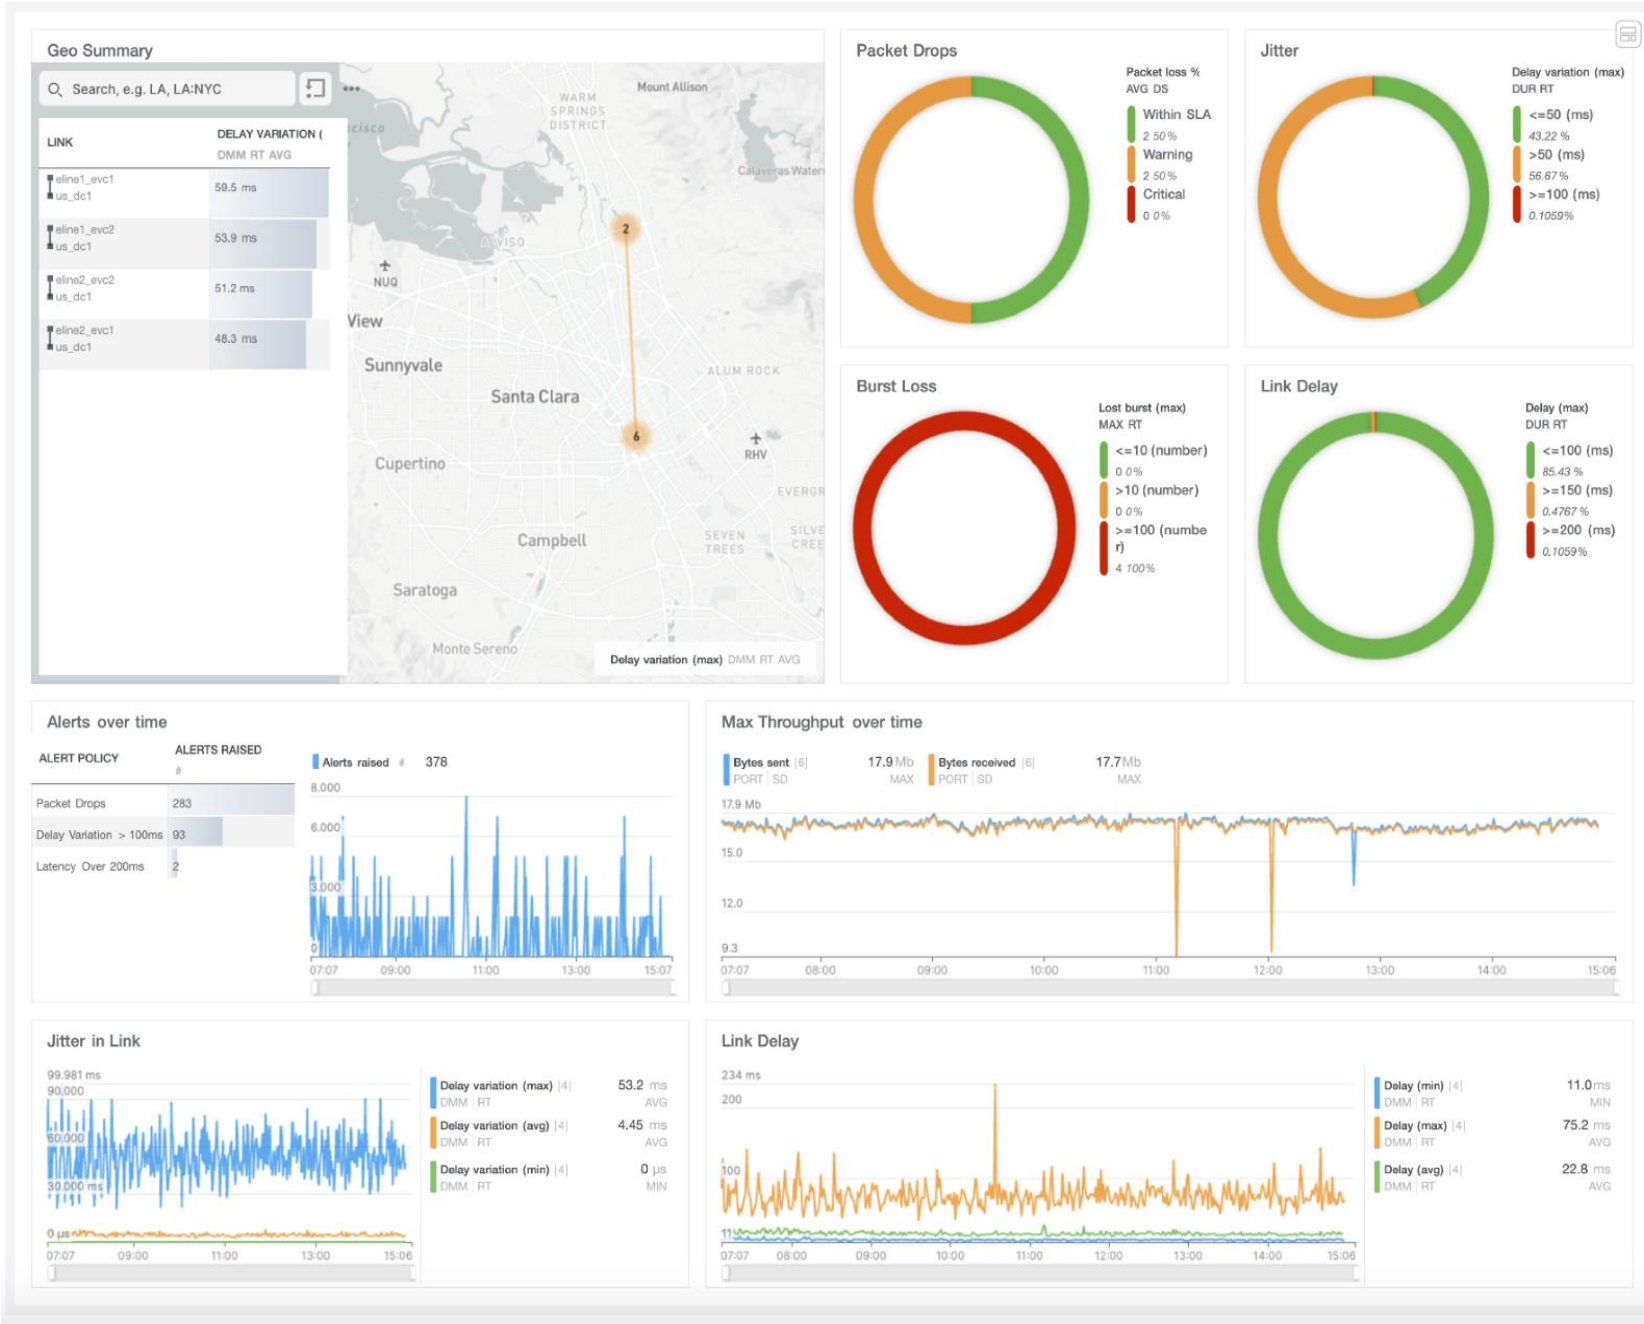 Geo Summary
Search, e.g. LA, LA:NYC
LINK
DELAY VARIATION (
DMM RT AVG
eline1_evc1
us_dc1
59.5 ms
eline1_evc2
us_dc1
53.9 ms
eline2_evc2
us_dc1
51.2 ms
eline2_evc1
us_dc1
48.3 ms
WARM
SPRINGS
DISTRICT
Mount Allison
Calaveras Water
2
NUQ
View
Sunnyvale
Santa Clara
ALUM ROCK
6
RHV
Cupertino
EVERGR
Campbell
SEVEN
TREES
SILVE
CREE
Saratoga
Monte Sereno
Delay variation (max) DMM RT AVG
Packet Drops
Packet loss %
AVG DS
Within SLA
2 50%
Warning
2 50%
Critical
0 0%
Jitter
Delay variation (max)
DUR RT
<=50 (ms)
43.22 %
>50 (ms)
56.67 %
>=100 (ms)
0.1059%
Burst Loss
Lost burst (max)
MAX RT
<=10 (number)
0 0%
>10 (number)
0 0%
>=100 (numbe
r)
4 100%
Link Delay
Delay (max)
DUR RT
<=100 (ms)
85.43 %
>=150 (ms)
0.4767 %
>=200 (ms)
0.1059%
Alerts over time
ALERT POLICY
ALERTS RAISED
#
Packet Drops 283
Delay Variation > 100ms 93
Latency Over 200ms 2
Alerts raised # 378
8.000
6.000
3.000
0
07:07 09:00 11:00 13:00 15:07
Max Throughput over time
Bytes sent |6| 17.9 Mb
PORT | SD MAX
Bytes received |6| 17.7 Mb
PORT | SD MAX
17.9 Mb
15.0
12.0
9.3
07:07 08:00 09:00 10:00 11:00 12:00 13:00 14:00 15:06
Jitter in Link
99.981 ms
90.000
60.000
30.000 ms
0 µs
07:07 09:00 11:00 13:00 15:06
Delay variation (max) |4| 53.2 ms
DMM | RT AVG
Delay variation (avg) |4| 4.45 ms
DMM | RT AVG
Delay variation (min) |4| 0 µs
DMM | RT MIN
Link Delay
234 ms
200
100
11
07:07 08:00 09:00 10:00 11:00 12:00 13:00 14:00 15:06
Delay (min) |4| 11.0 ms
DMM | RT MIN
Delay (max) |4| 75.2 ms
DMM | RT AVG
Delay (avg) |4| 22.8 ms
DMM | RT AVG